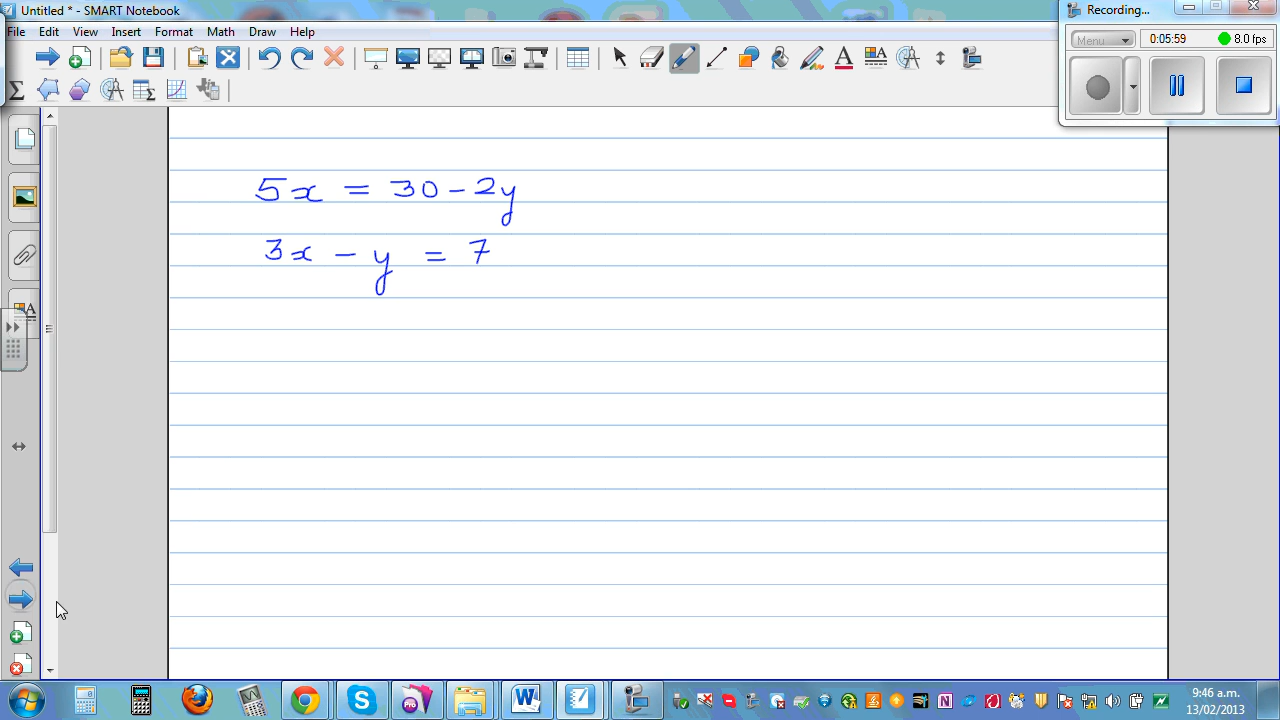 Untitled * - SMART Notebook
Recording...
File Edit View Insert Format Math Draw Help
Menu
0:05:59
8.0 fps
5x = 30 - 2y
3x - y = 7
9:46 a.m.
13/02/2013